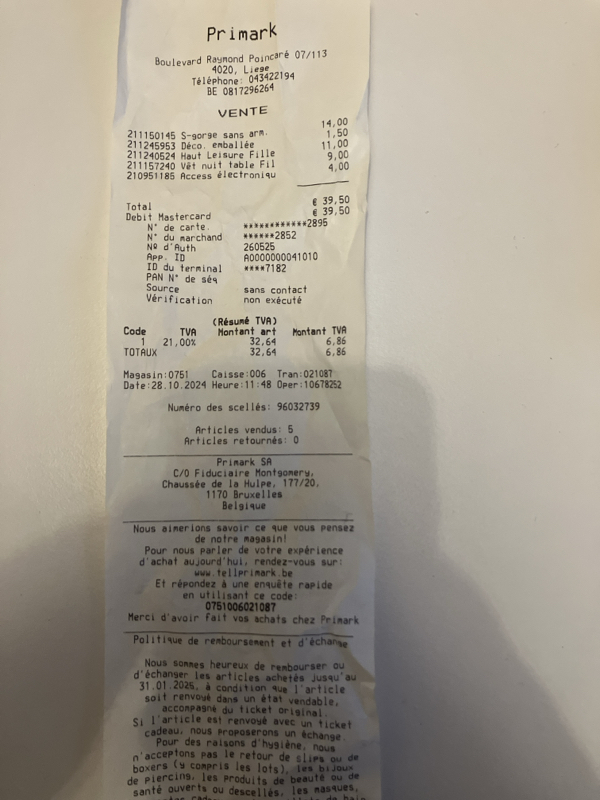 Primark
Boulevard Raymond Poincaré 07/113
4020, Liege
Téléphone: 043422194
BE 0817296264
VENTE
211150145 S-gorge sans arm. 14,00
211245953 Déco. emballée 1,50
211240524 Haut Leisure Fille 11,00
211157240 Vêt nuit table Fil 9,00
210951185 Access électroniqu 4,00
Total € 39,50
Debit Mastercard € 39,50
N° de carte. ************2895
N° du marchand ******2852
Nº d'Auth 260525
App. ID A0000000041010
ID du terminal ****7182
PAN N° de séq
Source sans contact
Vérification non exécuté
(Résumé TVA)
Code TVA Montant art Montant TVA
1 21,00% 32,64 6,86
TOTAUX 32,64 6,86
Magasin:0751 Caisse:006 Tran:021087
Date:28.10.2024 Heure:11:48 Oper:10678252
Numéro des scellés: 96032739
Articles vendus: 5
Articles retournés: 0
Primark SA
C/O Fiduciaire Montgomery,
Chaussée de la Hulpe, 177/20,
1170 Bruxelles
Belgique
Nous aimerions savoir ce que vous pensez
de notre magasin!
Pour nous parler de votre expérience
d'achat aujourd'hui, rendez-vous sur:
www.tellprimark.be
Et répondez à une enquête rapide
en utilisant ce code:
0751006021087
Merci d'avoir fait vos achats chez Primark
Politique de remboursement et d'échange
Nous sommes heureux de rembourser ou
d'échanger les articles achetés jusqu'au
31.01.2025, à condition que l'article
soit renvoyé dans un état vendable,
accompagné du ticket original.
Si l'article est renvoyé avec un ticket
cadeau, nous proposerons un échange.
Pour des raisons d'hygiène, nous
n'acceptons pas le retour de slips ou de
boxers (y compris les lots), les bijoux
de piercing, les produits de beauté ou de
santé ouverts ou descellés, les masques,